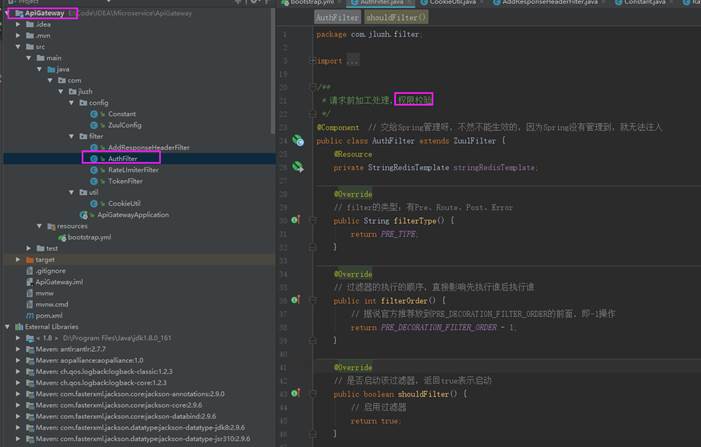 Project
bootstrap.yml
AuthFilter.java
CookieUtil.java
AddResponseHeaderFilter.java
Constant.java
ApiGateway E:\Code\IDEA\Microservice\ApiGateway
.idea
.mvn
src
main
java
com
jluzh
config
Constant
ZuulConfig
filter
AddResponseHeaderFilter
AuthFilter
RateLimiterFilter
TokenFilter
util
CookieUtil
ApiGatewayApplication
resources
bootstrap.yml
test
target
.gitignore
ApiGateway.iml
mvnw
mvnw.cmd
pom.xml
External Libraries
< 1.8 > D:\Program Files\Java\jdk1.8.0_161
Maven: antlr:antlr:2.7.7
Maven: aopalliance:aopalliance:1.0
Maven: ch.qos.logback:logback-classic:1.2.3
Maven: ch.qos.logback:logback-core:1.2.3
Maven: com.fasterxml.jackson.core:jackson-annotations:2.9.0
Maven: com.fasterxml.jackson.core:jackson-core:2.9.6
Maven: com.fasterxml.jackson.core:jackson-databind:2.9.6
Maven: com.fasterxml.jackson.datatype:jackson-datatype-jdk8:2.9.6
Maven: com.fasterxml.jackson.datatype:jackson-datatype-jsr310:2.9.6
AuthFilter shouldFilter()
package com.jluzh.filter;
import ...
/**
* 请求前加工处理，权限校验
*/
@Component // 交给Spring管理呀，不然不能生效的，因为Spring没有管理到，就无法注入
public class AuthFilter extends ZuulFilter {
@Resource
private StringRedisTemplate stringRedisTemplate;
@Override
// filter的类型：有Pre、Route、Post、Error
public String filterType() {
return PRE_TYPE;
}
@Override
// 过滤器的执行的顺序，直接影响先执行谁后执行谁
public int filterOrder() {
// 据说官方推荐放到PRE_DECORATION_FILTER_ORDER的前面，即-1操作
return PRE_DECORATION_FILTER_ORDER - 1;
}
@Override
// 是否启动该过滤器，返回true表示启动
public boolean shouldFilter() {
// 启用过滤器
return true;
}